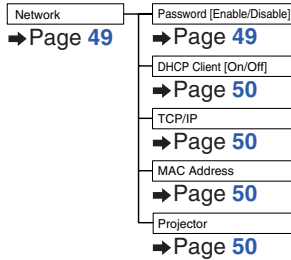 Network
➡Page 49
Password [Enable/Disable]
➡Page 49
DHCP Client [On/Off]
➡Page 50
TCP/IP
➡Page 50
MAC Address
➡Page 50
Projector
➡Page 50